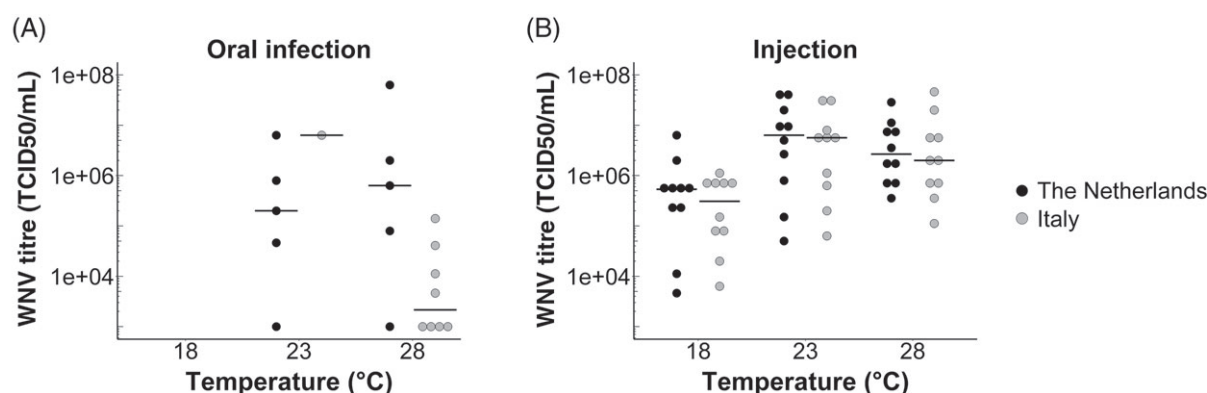 (A)
Oral infection
WNV titre (TCID50/mL)
1e+08
1e+06
1e+04
18 23 28
Temperature (°C)
(B)
Injection
WNV titre (TCID50/mL)
1e+08
1e+06
1e+04
18 23 28
Temperature (°C)
The Netherlands
Italy